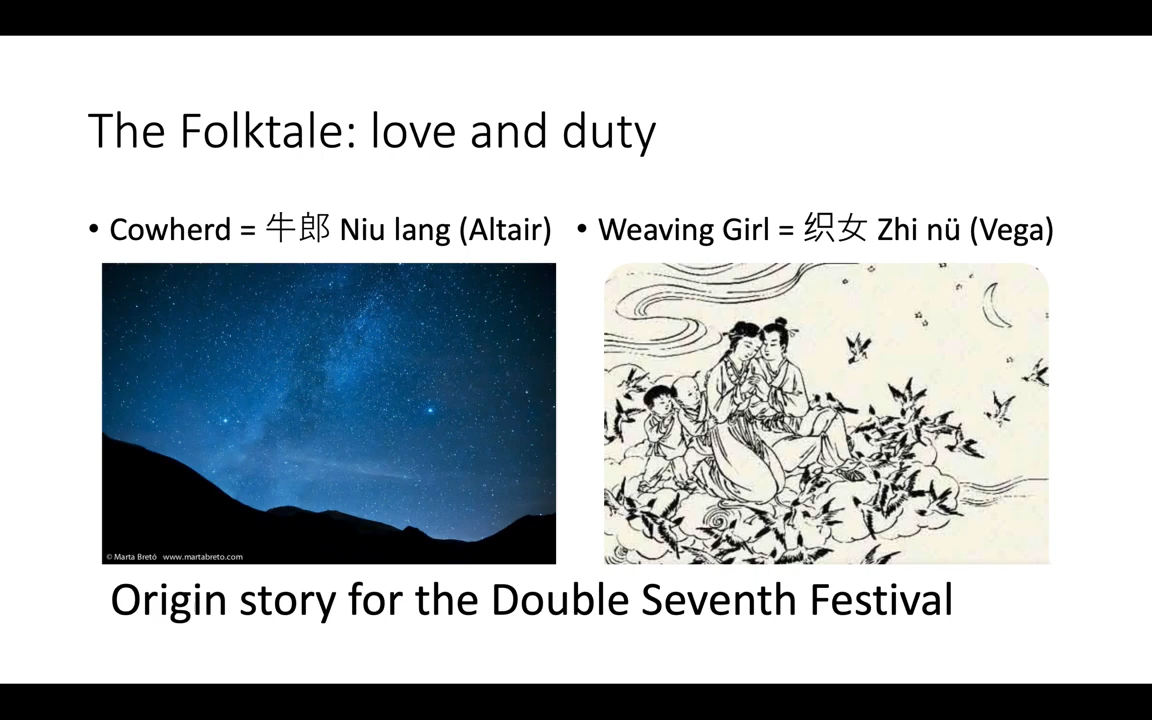 The Folktale: love and duty
• Cowherd = 牛郎 Niu lang (Altair)
• Weaving Girl = 织女 Zhi nü (Vega)
© Marta Bretó www.martabreto.com
Origin story for the Double Seventh Festival